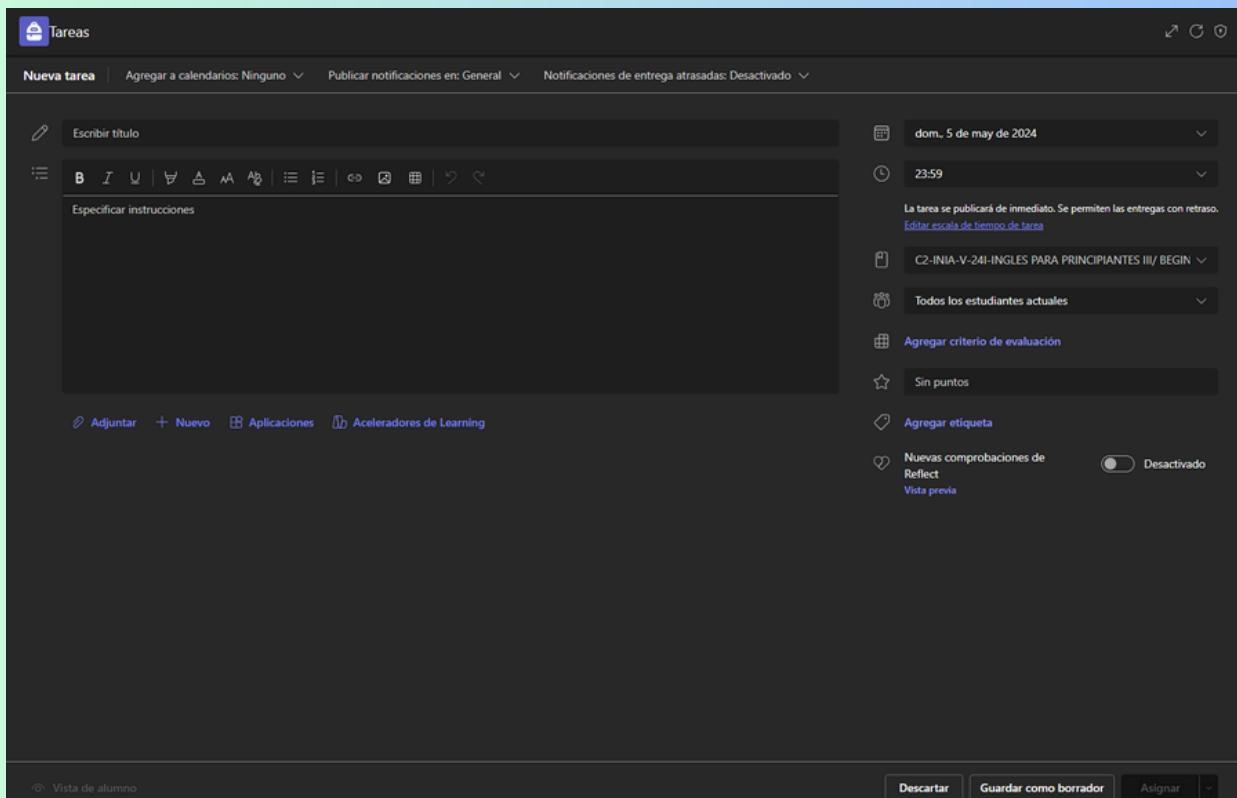 Tareas
Nueva tarea
Agregar a calendarios: Ninguno
Publicar notificaciones en: General
Notificaciones de entrega atrasadas: Desactivado
Escribir título
Especificar instrucciones
Adjuntar
Nuevo
Aplicaciones
Aceleradores de Learning
dom., 5 de may de 2024
23:59
La tarea se publicará de inmediato. Se permiten las entregas con retraso.
Editar escala de tiempo de tarea
C2-INIA-V-24I-INGLES PARA PRINCIPIANTES III/ BEGIN
Todos los estudiantes actuales
Agregar criterio de evaluación
Sin puntos
Agregar etiqueta
Nuevas comprobaciones de
Reflect
Desactivado
Vista previa
Vista de alumno
Descartar
Guardar como borrador
Asignar